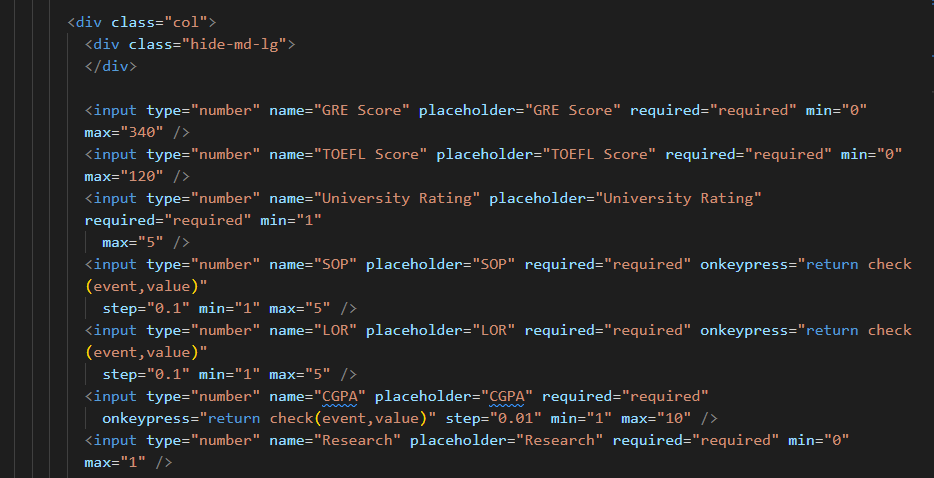 <div class="col">
<div class="hide-md-lg">
</div>
<input type="number" name="GRE Score" placeholder="GRE Score" required="required" min="0"
max="340" />
<input type="number" name="TOEFL Score" placeholder="TOEFL Score" required="required" min="0"
max="120" />
<input type="number" name="University Rating" placeholder="University Rating"
required="required" min="1"
max="5" />
<input type="number" name="SOP" placeholder="SOP" required="required" onkeypress="return check
(event,value)"
step="0.1" min="1" max="5" />
<input type="number" name="LOR" placeholder="LOR" required="required" onkeypress="return check
(event,value)"
step="0.1" min="1" max="5" />
<input type="number" name="CGPA" placeholder="CGPA" required="required"
onkeypress="return check(event,value)" step="0.01" min="1" max="10" />
<input type="number" name="Research" placeholder="Research" required="required" min="0"
max="1" />